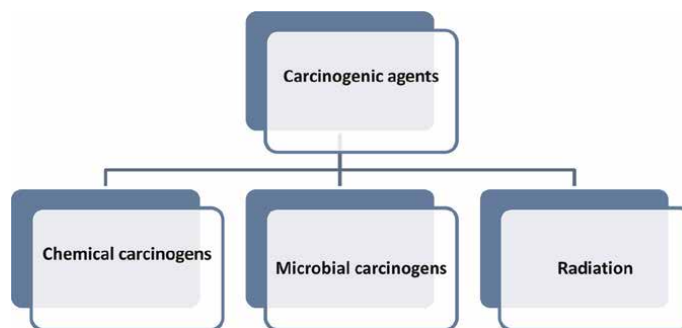 Carcinogenic agents
Chemical carcinogens
Microbial carcinogens
Radiation